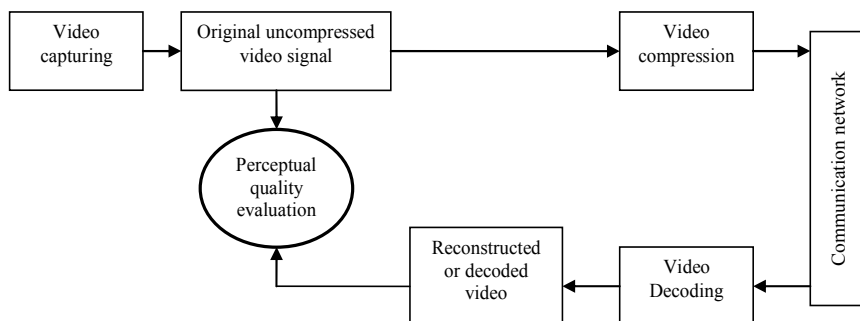 Video
capturing
Original uncompressed
video signal
Video
compression
Communication network
Perceptual
quality
evaluation
Reconstructed
or decoded
video
Video
Decoding